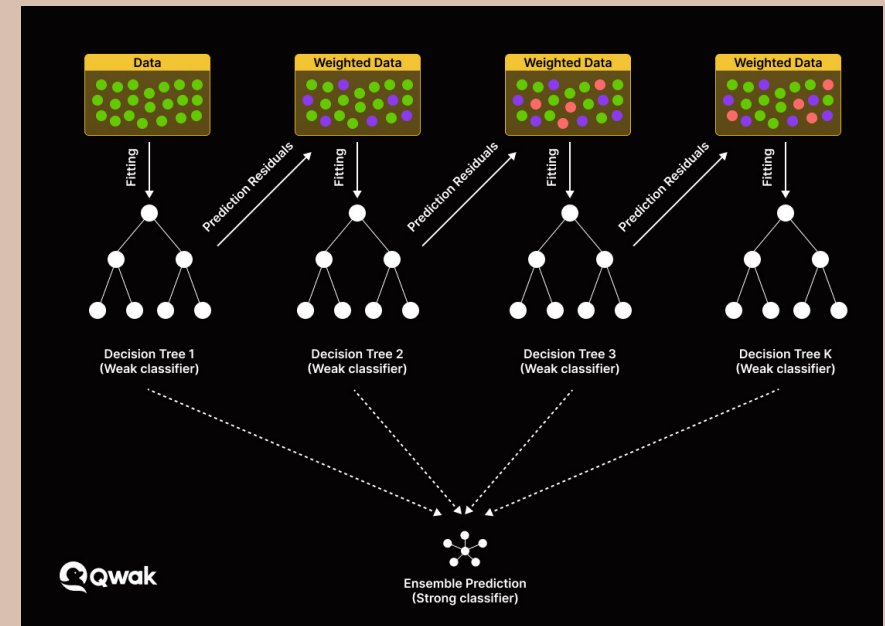 Data
Weighted Data
Weighted Data
Weighted Data
Fitting
Prediction Residuals
Fitting
Prediction Residuals
Fitting
Prediction Residuals
Fitting
Decision Tree 1
(Weak classifier)
Decision Tree 2
(Weak classifier)
Decision Tree 3
(Weak classifier)
Decision Tree K
(Weak classifier)
Ensemble Prediction
(Strong classifier)
Qwak